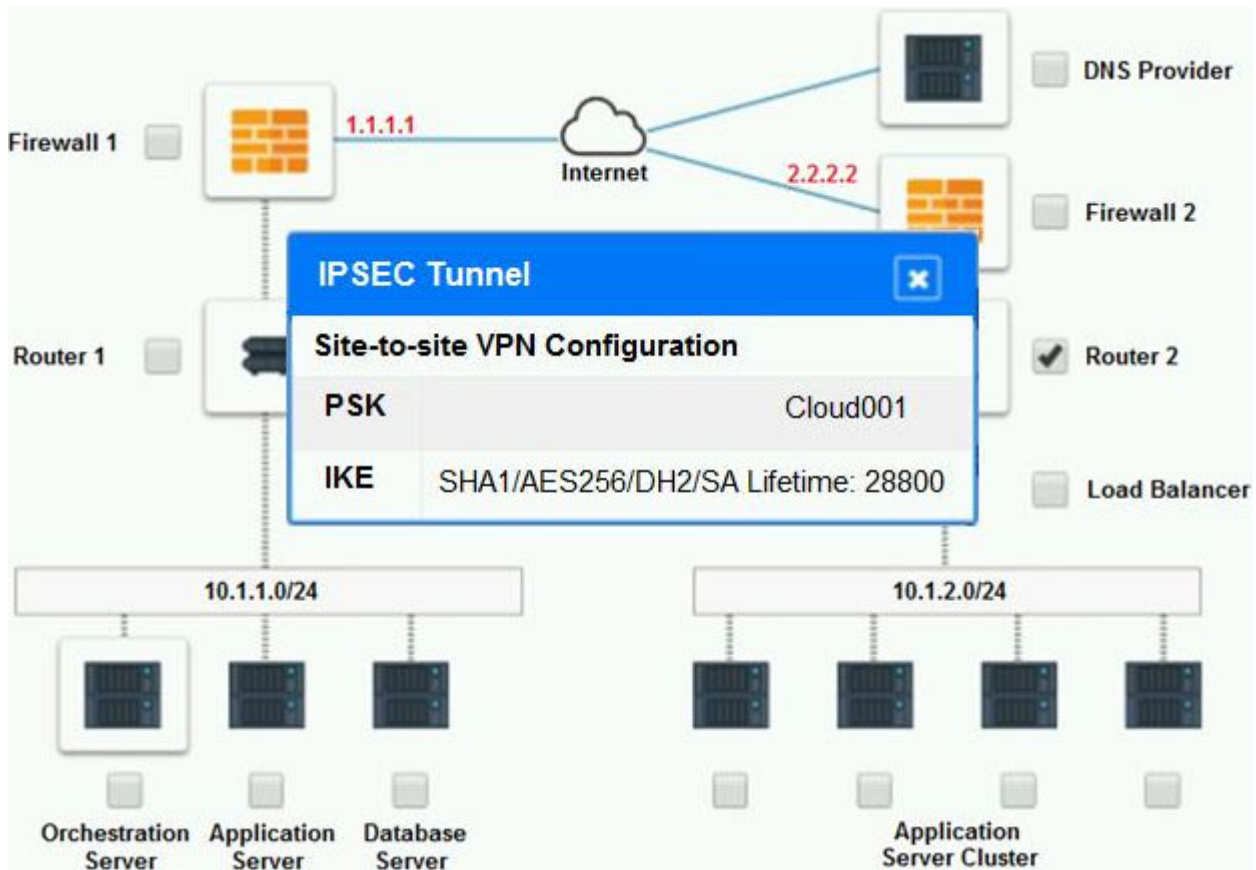 DNS Provider
Firewall 1
1.1.1.1
Internet
2.2.2.2
Firewall 2
IPSEC Tunnel
Site-to-site VPN Configuration
Router 1
Router 2
PSK Cloud001
IKE SHA1/AES256/DH2/SA Lifetime: 28800
Load Balancer
10.1.1.0/24
10.1.2.0/24
Orchestration
Server
Application
Server
Database
Server
Application
Server Cluster